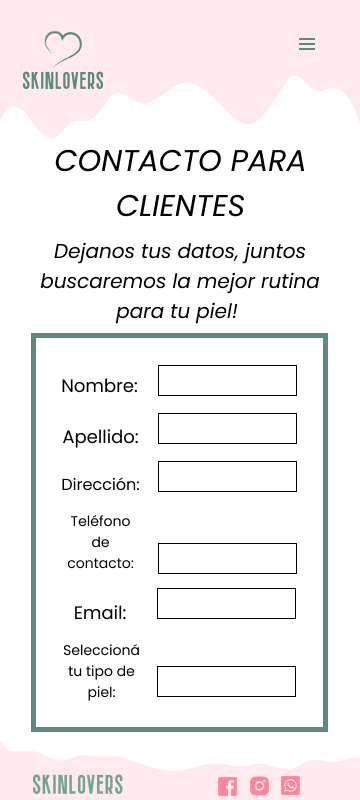 SKINLOVERS
CONTACTO PARA
CLIENTES
Dejanos tus datos, juntos
buscaremos la mejor rutina
para tu piel!
Nombre:
Apellido:
Dirección:
Teléfono
de
contacto:
Email:
Seleccioná
tu tipo de
piel:
SKINLOVERS